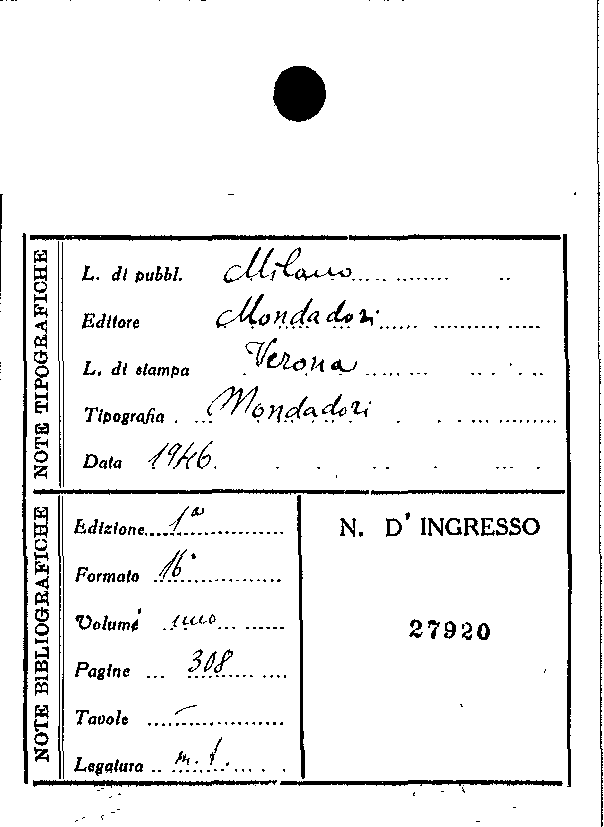 NOTE TIPOGRAFICHE
L. di pubbl. Milano
Editore Mondadori
L. di stampa Verona
Tipografia Mondadori
Data 1946.
NOTE BIBLIOGRAFICHE
Edizione 1ª
Formato 16°
Volume uno
Pagine 308
Tavole –
Legatura m. t.
N. D' INGRESSO
27920